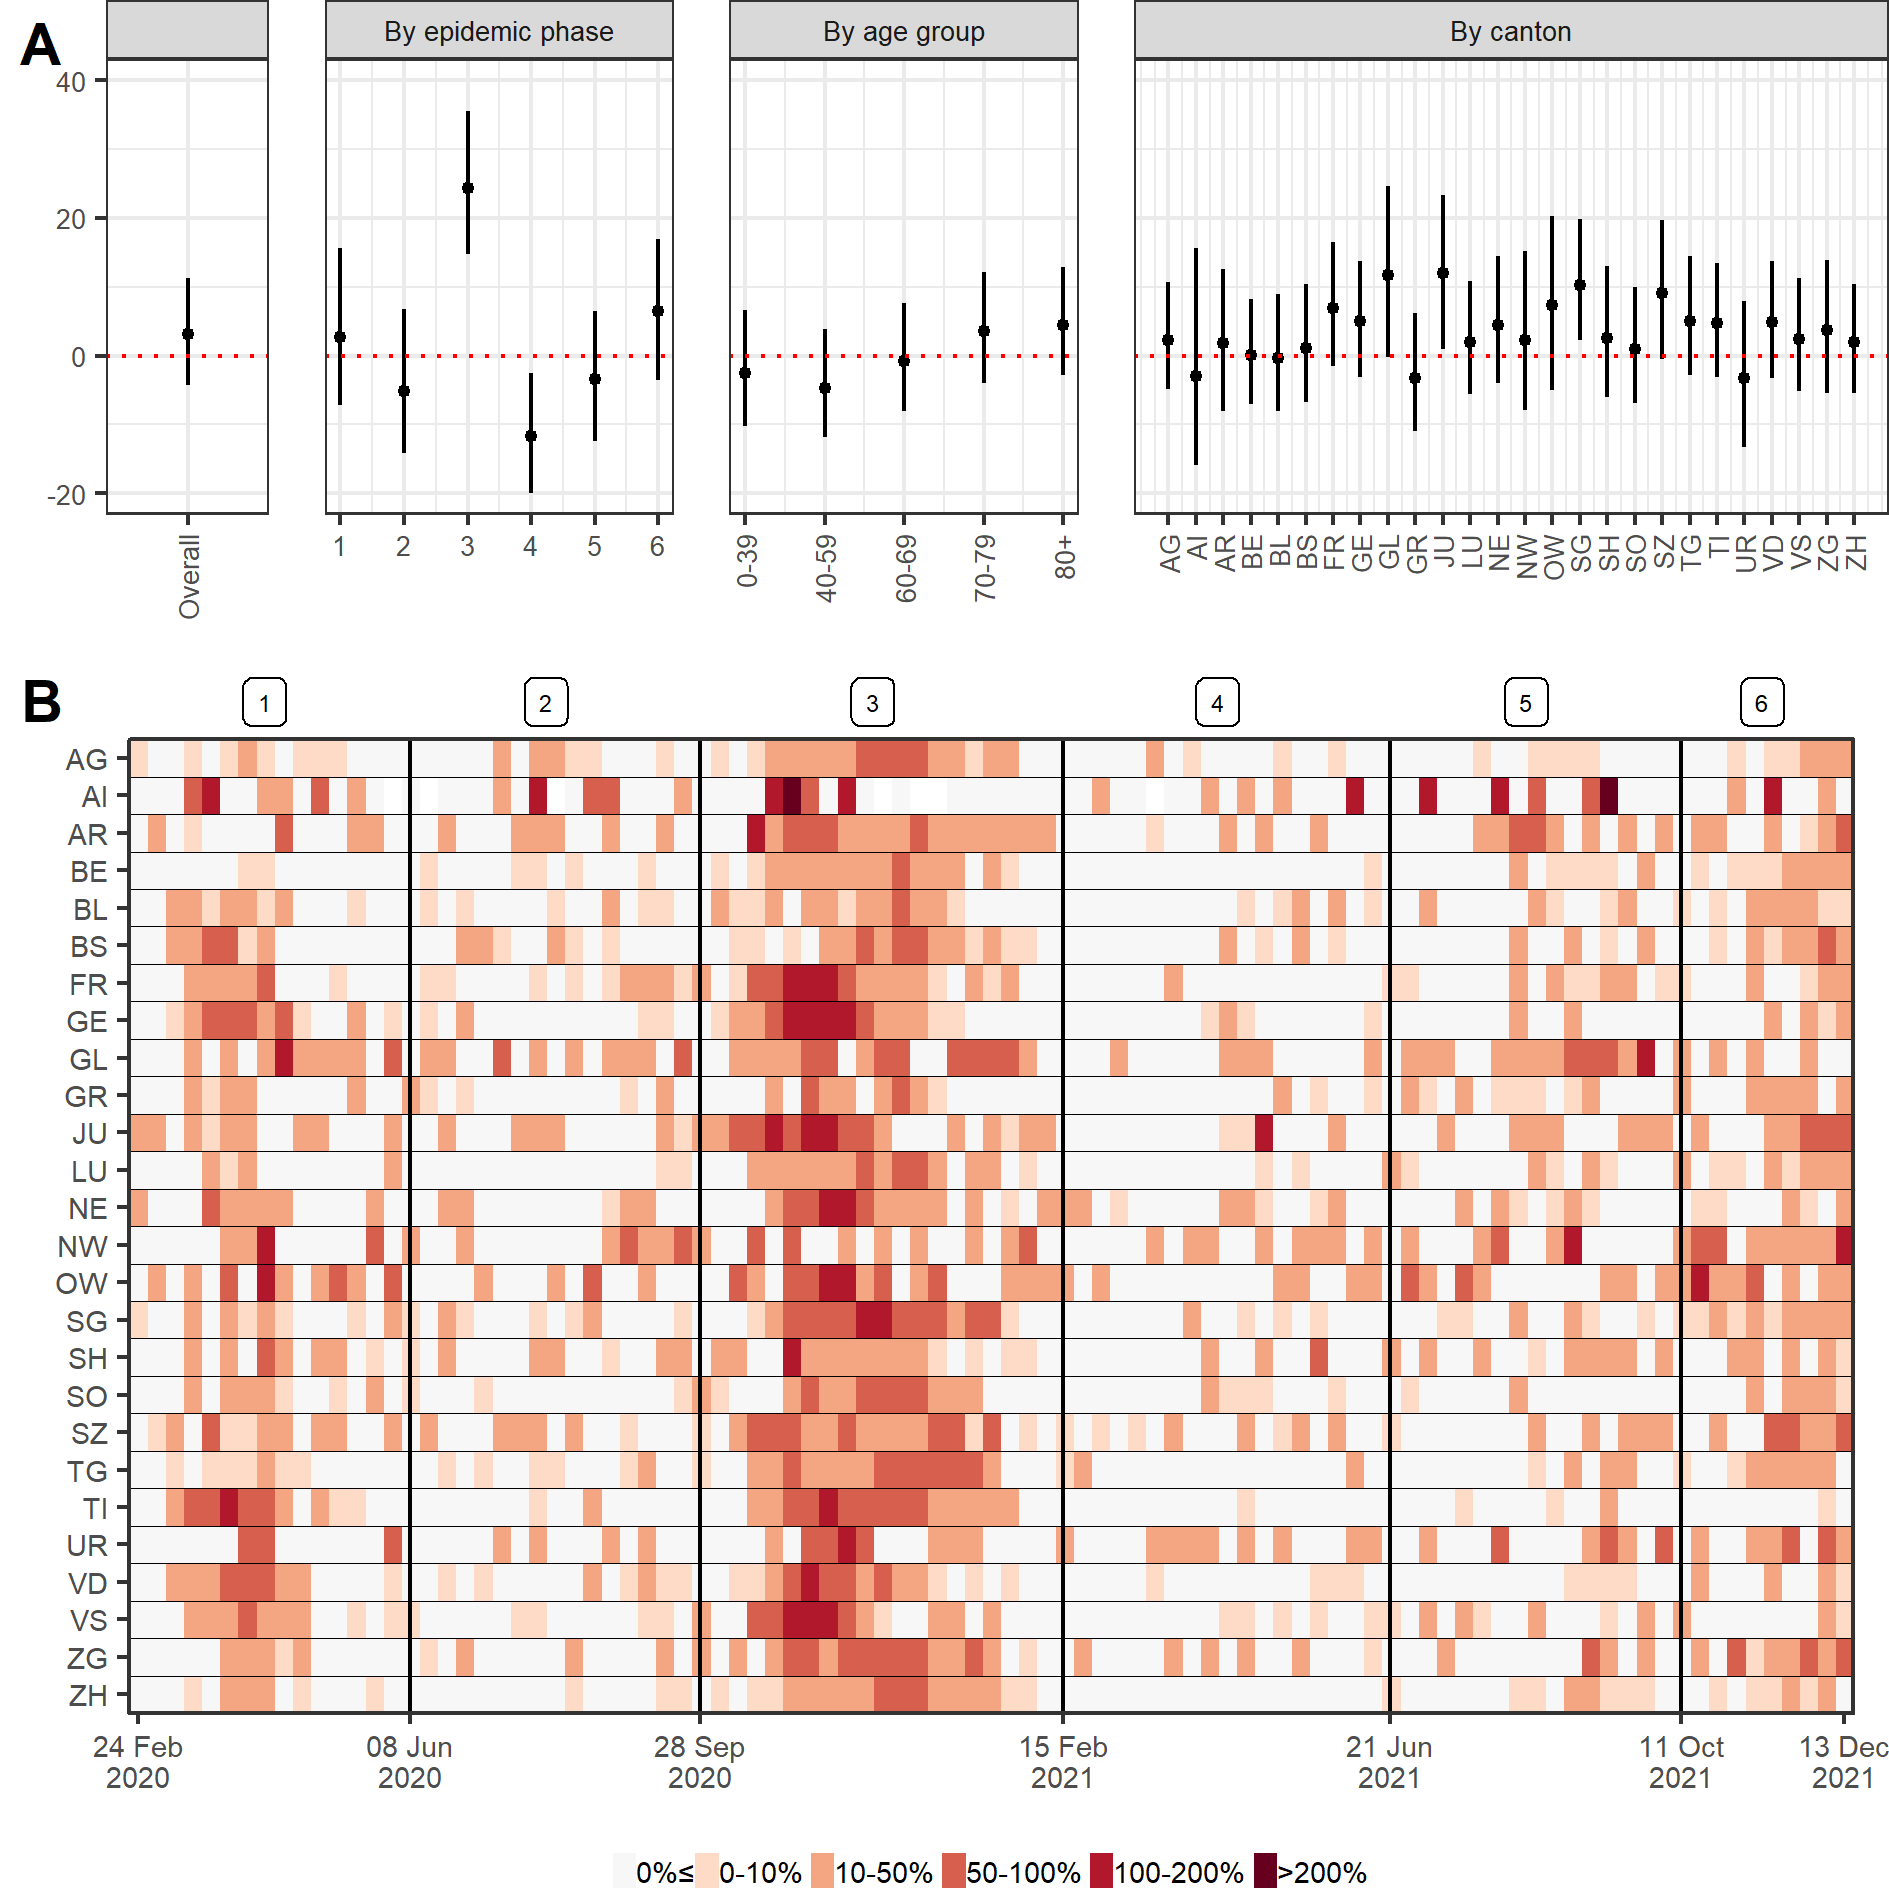 A
By epidemic phase
By age group
By canton
40
20
0
-20
Overall
1 2 3 4 5 6
0-39 40-59 60-69 70-79 80+
AG AI AR BE BL BS FR GE GL GR JU LU NE NW OW SG SH SO SZ TG TI UR VD VS ZG ZH
B
1 2 3 4 5 6
AG
AI
AR
BE
BL
BS
FR
GE
GL
GR
JU
LU
NE
NW
OW
SG
SH
SO
SZ
TG
TI
UR
VD
VS
ZG
ZH
24 Feb 08 Jun 28 Sep 15 Feb 21 Jun 11 Oct 13 Dec
2020 2020 2020 2021 2021 2021 2021
0%≤ 0-10% 10-50% 50-100% 100-200% >200%